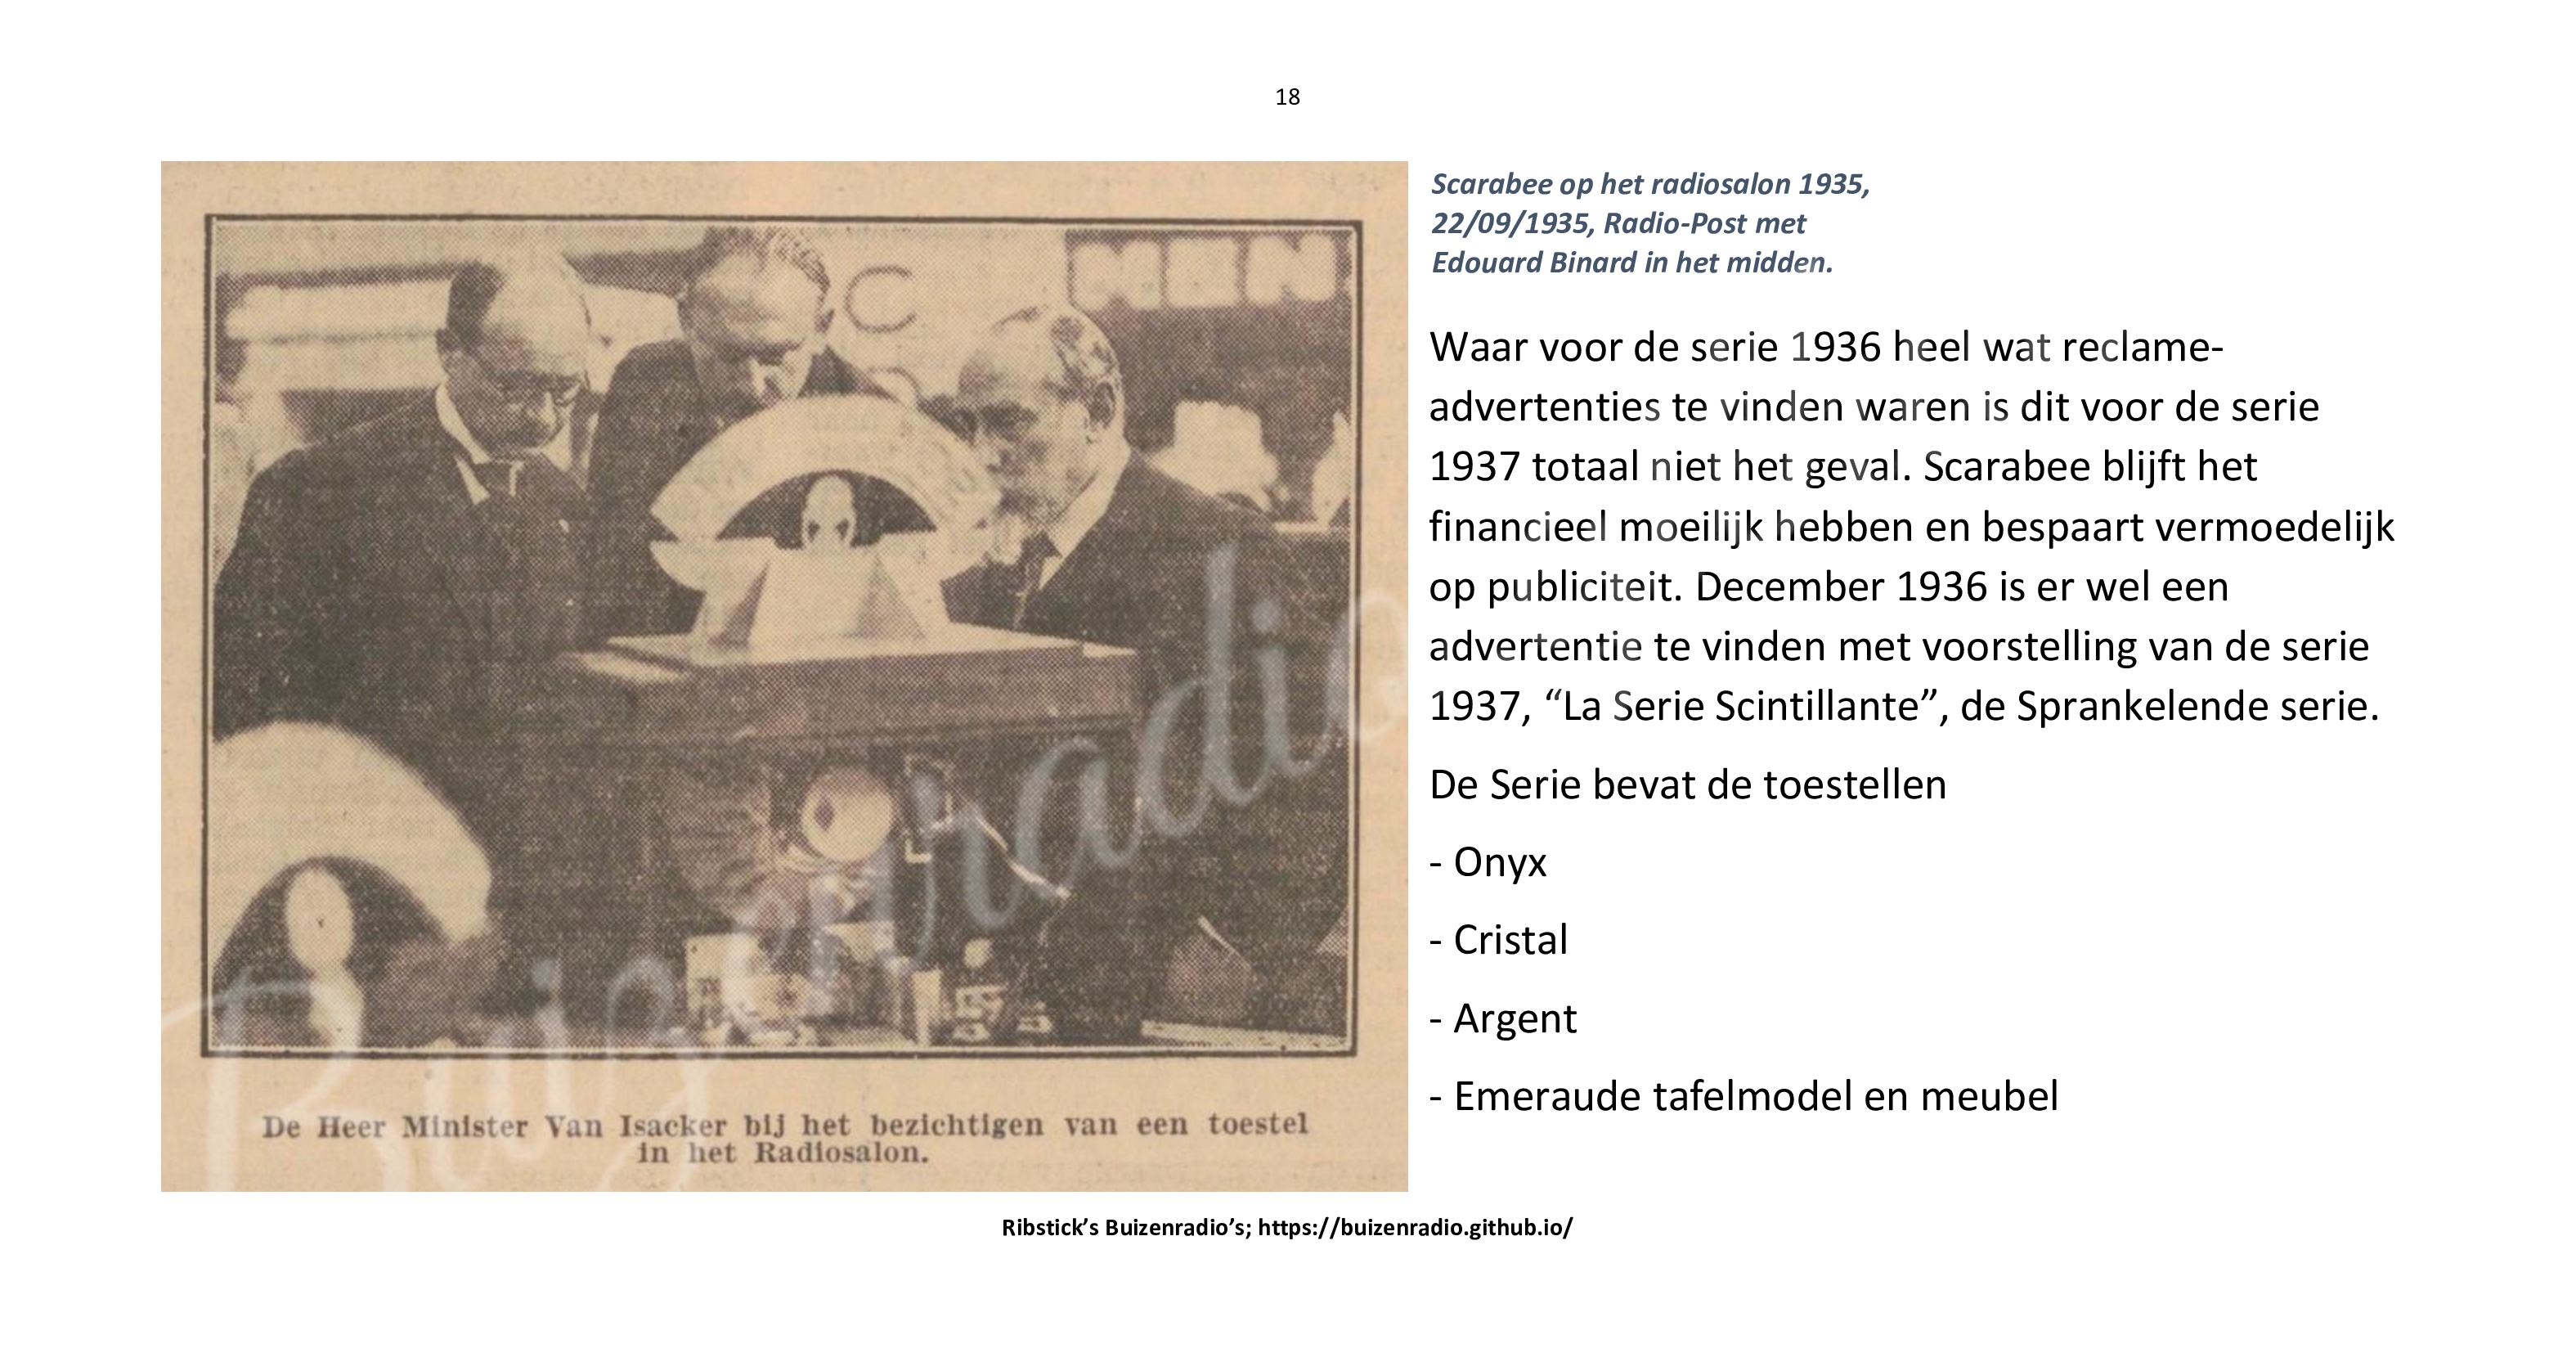 18
Scarabee op het radiosalon 1935,
22/09/1935, Radio-Post met
Edouard Binard in het midden.
Waar voor de serie 1936 heel wat reclame-
advertenties te vinden waren is dit voor de serie
1937 totaal niet het geval. Scarabee blijft het
financieel moeilijk hebben en bespaart vermoedelijk
op publiciteit. December 1936 is er wel een
advertentie te vinden met voorstelling van de serie
1937, “La Serie Scintillante”, de Sprankelende serie.
De Serie bevat de toestellen
- Onyx
- Cristal
- Argent
- Emeraude tafelmodel en meubel
Buizenradio
De Heer Minister Van Isacker bij het bezichtigen van een toestel
in het Radiosalon.
Ribstick’s Buizenradio’s; https://buizenradio.github.io/